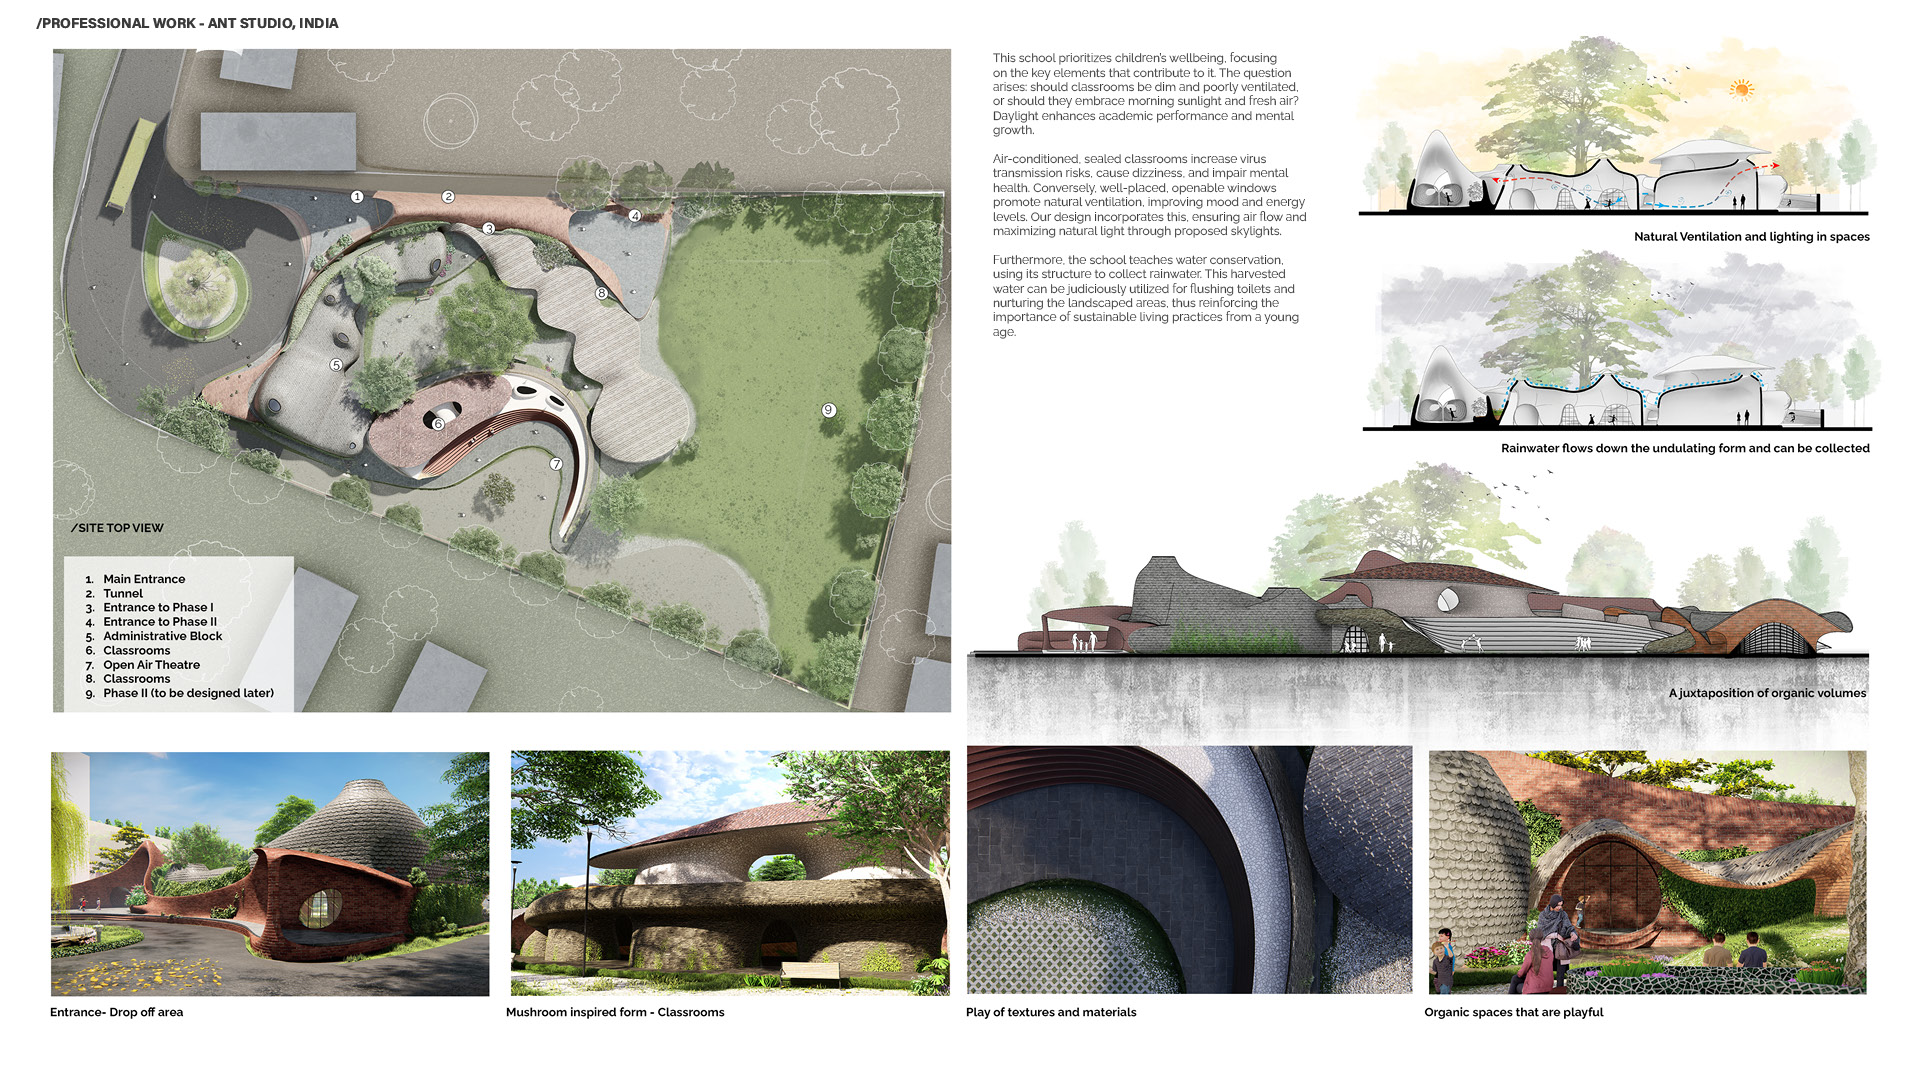 /PROFESSIONAL WORK - ANT STUDIO, INDIA
1
2
3
4
5
6
7
8
9
/SITE TOP VIEW
1. Main Entrance
2. Tunnel
3. Entrance to Phase I
4. Entrance to Phase II
5. Administrative Block
6. Classrooms
7. Open Air Theatre
8. Classrooms
9. Phase II (to be designed later)
This school prioritizes children's wellbeing, focusing
on the key elements that contribute to it. The question
arises: should classrooms be dim and poorly ventilated,
or should they embrace morning sunlight and fresh air?
Daylight enhances academic performance and mental
growth.
Air-conditioned, sealed classrooms increase virus
transmission risks, cause dizziness, and impair mental
health. Conversely, well-placed, openable windows
promote natural ventilation, improving mood and energy
levels. Our design incorporates this, ensuring air flow and
maximizing natural light through proposed skylights.
Furthermore, the school teaches water conservation,
using its structure to collect rainwater. This harvested
water can be judiciously utilized for flushing toilets and
nurturing the landscaped areas, thus reinforcing the
importance of sustainable living practices from a young
age.
Natural Ventilation and lighting in spaces
Rainwater flows down the undulating form and can be collected
A juxtaposition of organic volumes
Entrance- Drop off area
Mushroom inspired form - Classrooms
Play of textures and materials
Organic spaces that are playful